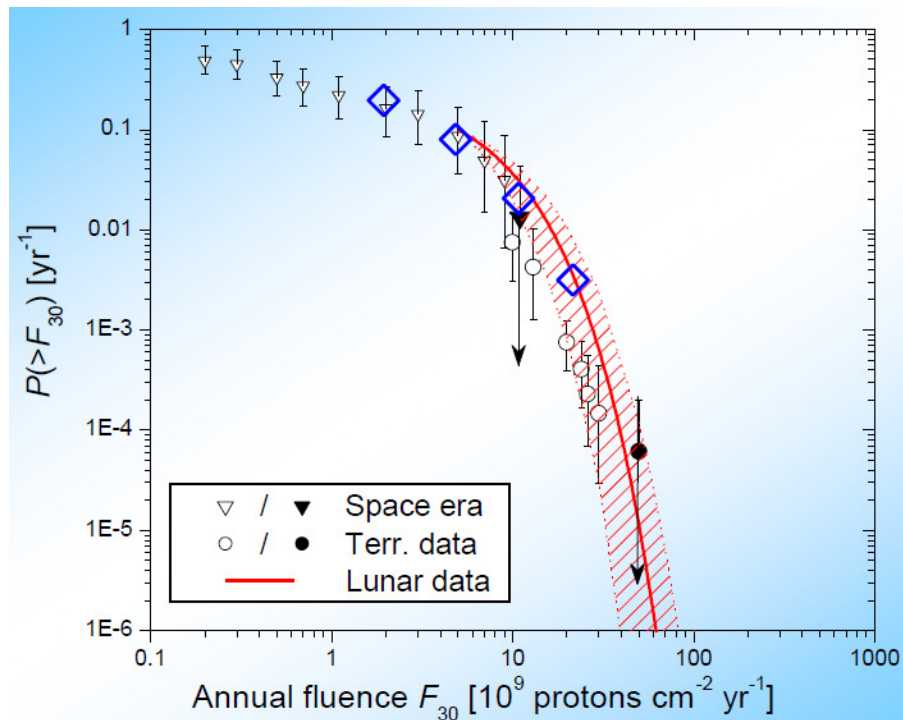 1
0.1
0.01
1E-3
1E-4
1E-5
1E-6
P(>F30) [yr-1]
▽ / ▼ Space era
○ / ● Terr. data
Lunar data
0.1 1 10 100 1000
Annual fluence F30 [10^9 protons cm-2 yr-1]